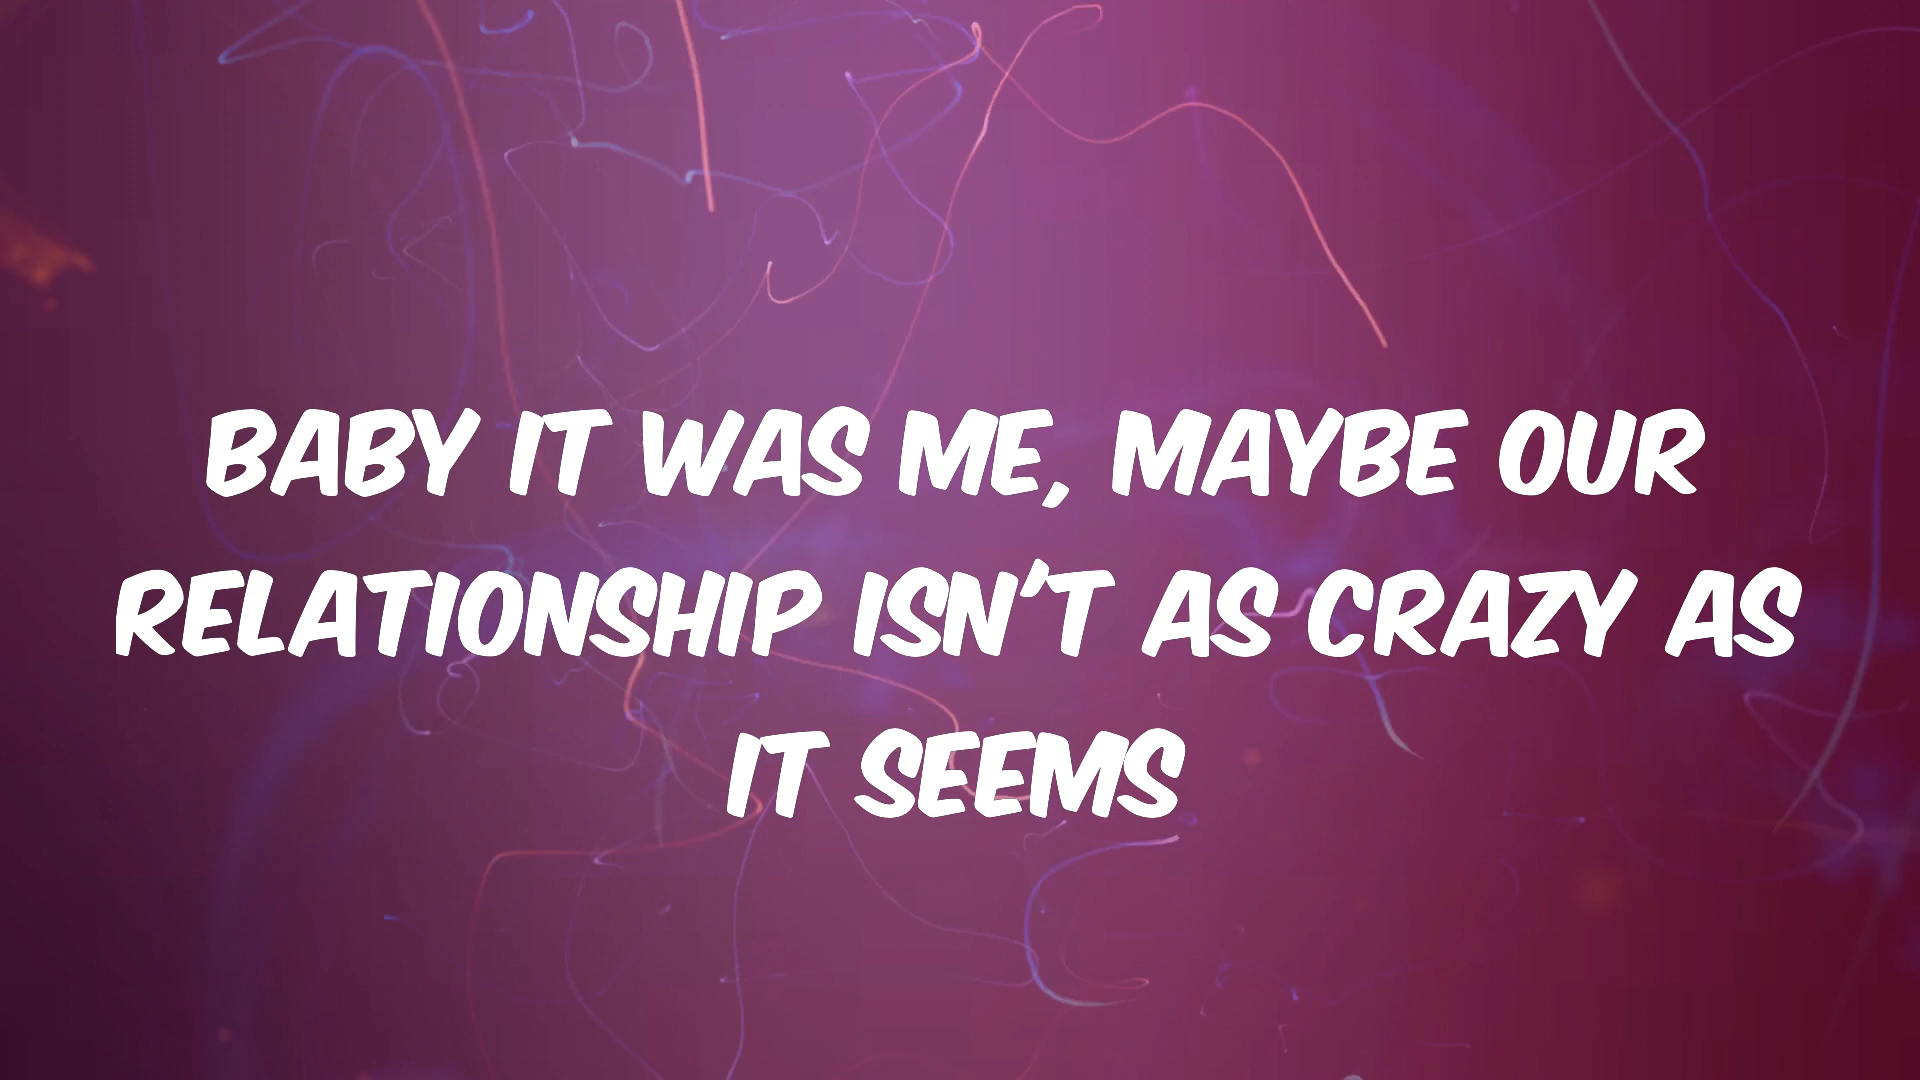 BABY IT WAS ME, MAYBE OUR
RELATIONSHIP ISN'T AS CRAZY AS
IT SEEMS